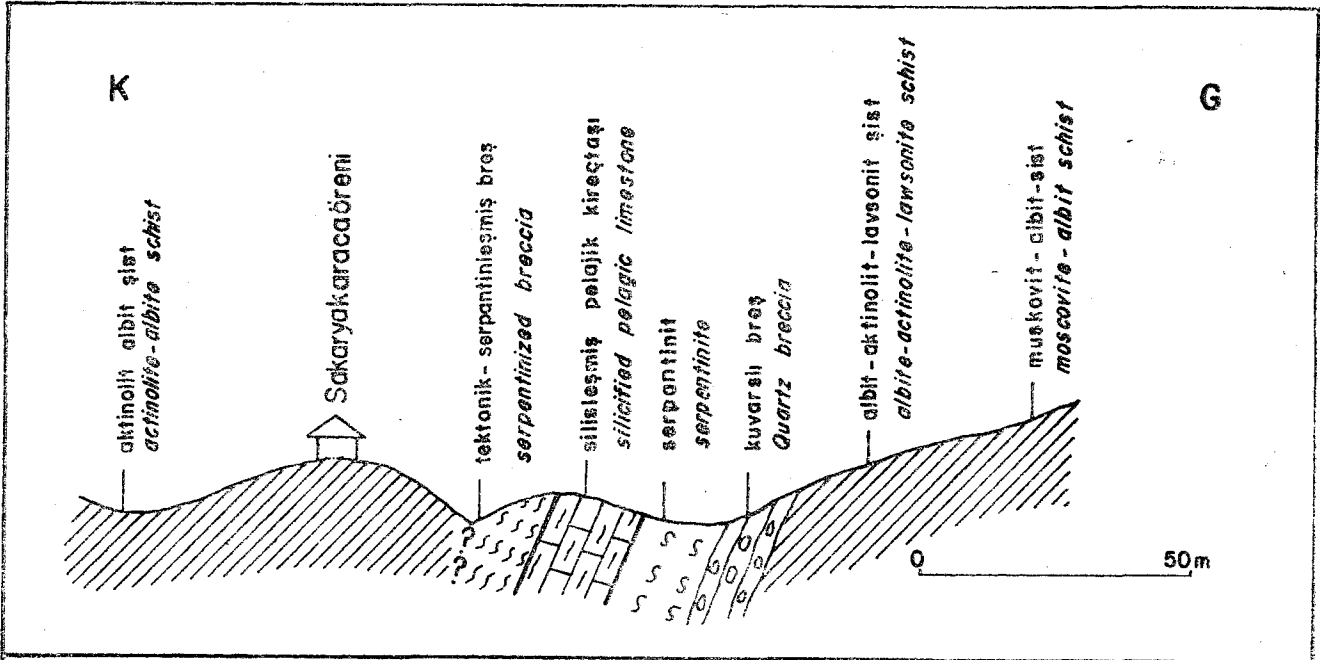 K
G
aktinolit albit şist
actinolite-albite schist
Sakaryakaracaören​i
tektonik-serpantinleşmiş breş
serpentinized breccia
silisleşmiş pelajik kireçtaşı
silicified pelagic limestone
serpantinit
serpentinite
kuvarslı breş
Quartz breccia
albit-aktinolit-lavsonit şist
albite-actinolite-lawsonite schist
muskovit-albit-şist
moscovite-albit schist
?
?
0
50m